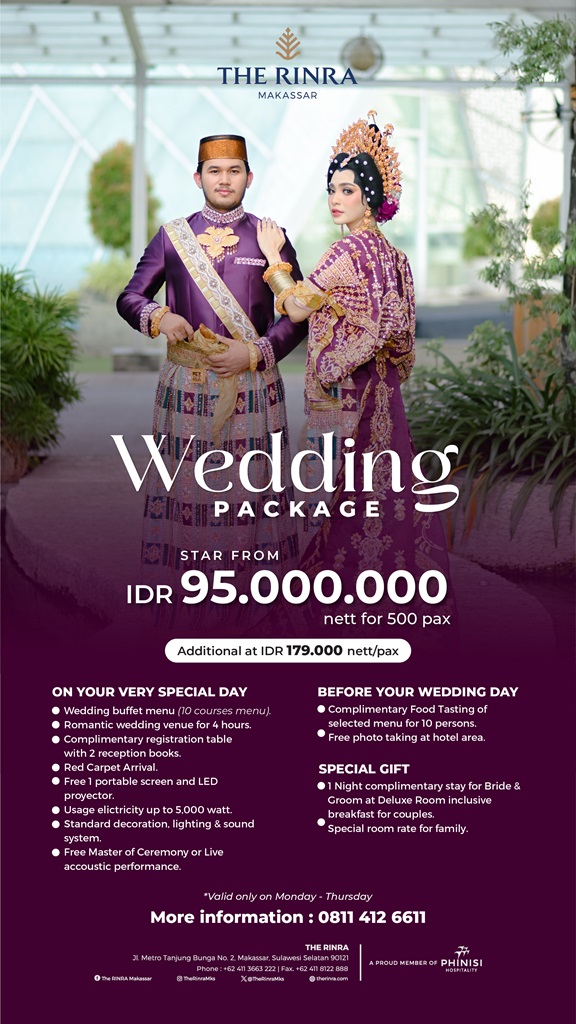 THE RINRA
MAKASSAR
Wedding
PACKAGE
STAR FROM
IDR 95.000.000
nett for 500 pax
Additional at IDR 179.000 nett/pax
ON YOUR VERY SPECIAL DAY
Wedding buffet menu (10 courses menu).
Romantic wedding venue for 4 hours.
Complimentary registration table
with 2 reception books.
Red Carpet Arrival.
Free 1 portable screen and LED
proyector.
Usage elictricity up to 5,000 watt.
Standard decoration, lighting & sound
system.
Free Master of Ceremony or Live
accoustic performance.
BEFORE YOUR WEDDING DAY
Complimentary Food Tasting of
selected menu for 10 persons.
Free photo taking at hotel area.
SPECIAL GIFT
1 Night complimentary stay for Bride &
Groom at Deluxe Room inclusive
breakfast for couples.
Special room rate for family.
*Valid only on Monday - Thursday
More information : 0811 412 6611
THE RINRA
Jl. Metro Tanjung Bunga No. 2, Makassar, Sulawesi Selatan 90121
Phone : +62 411 3663 222 | Fax. +62 411 8122 888
The RINRA Makassar TheRinraMks @TheRinraMks therinra.com
A PROUD MEMBER OF PHINISI
HOSPITALITY